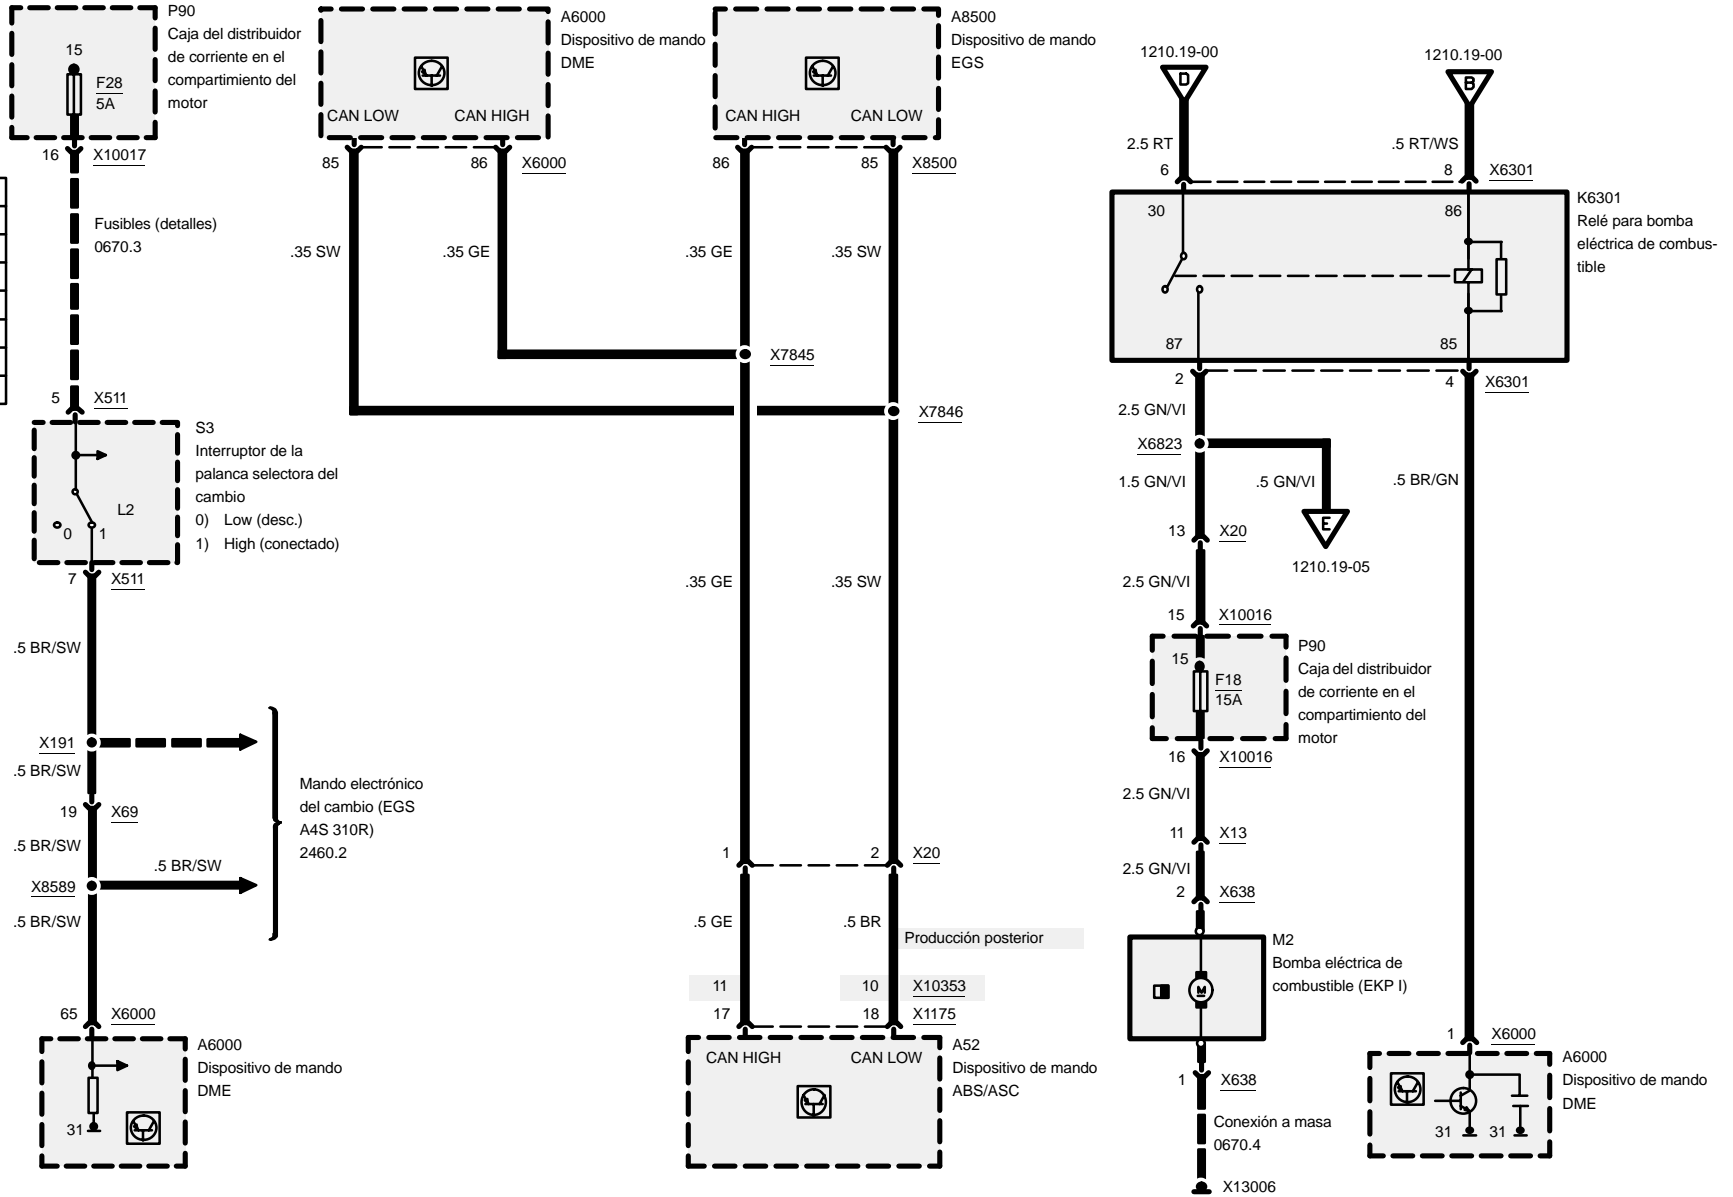 P90
Caja del distribuidor
de corriente en el
compartimiento del
motor
15
F28
5A
16
X10017
Fusibles (detalles)
0670.3
5
X511
S3
Interruptor de la
palanca selectora del
cambio
0) Low (desc.)
1) High (conectado)
L2
0
1
7
X511
.5 BR/SW
X191
.5 BR/SW
19
X69
.5 BR/SW
.5 BR/SW
X8589
.5 BR/SW
Mando electrónico
del cambio (EGS
A4S 310R)
2460.2
65
X6000
A6000
Dispositivo de mando
DME
31
A6000
Dispositivo de mando
DME
CAN LOW
CAN HIGH
85
86
X6000
.35 SW
.35 GE
A8500
Dispositivo de mando
EGS
CAN HIGH
CAN LOW
86
85
X8500
.35 GE
.35 SW
X7845
X7846
.35 GE
.35 SW
1
2
X20
.5 GE
.5 BR
Producción posterior
11
10
X10353
17
18
X1175
CAN HIGH
CAN LOW
A52
Dispositivo de mando
ABS/ASC
1210.19-00
D
2.5 RT
6
1210.19-00
B
.5 RT/WS
8
X6301
K6301
Relé para bomba
eléctrica de combus-
tible
30
86
87
85
2
4
X6301
2.5 GN/VI
X6823
1.5 GN/VI
.5 GN/VI
.5 BR/GN
E
1210.19-05
13
X20
2.5 GN/VI
15
X10016
P90
Caja del distribuidor
de corriente en el
compartimiento del
motor
15
F18
15A
16
X10016
2.5 GN/VI
11
X13
2.5 GN/VI
2
X638
M2
Bomba eléctrica de
combustible (EKP I)
M
1
X638
Conexión a masa
0670.4
X13006
1
X6000
A6000
Dispositivo de mando
DME
31
31